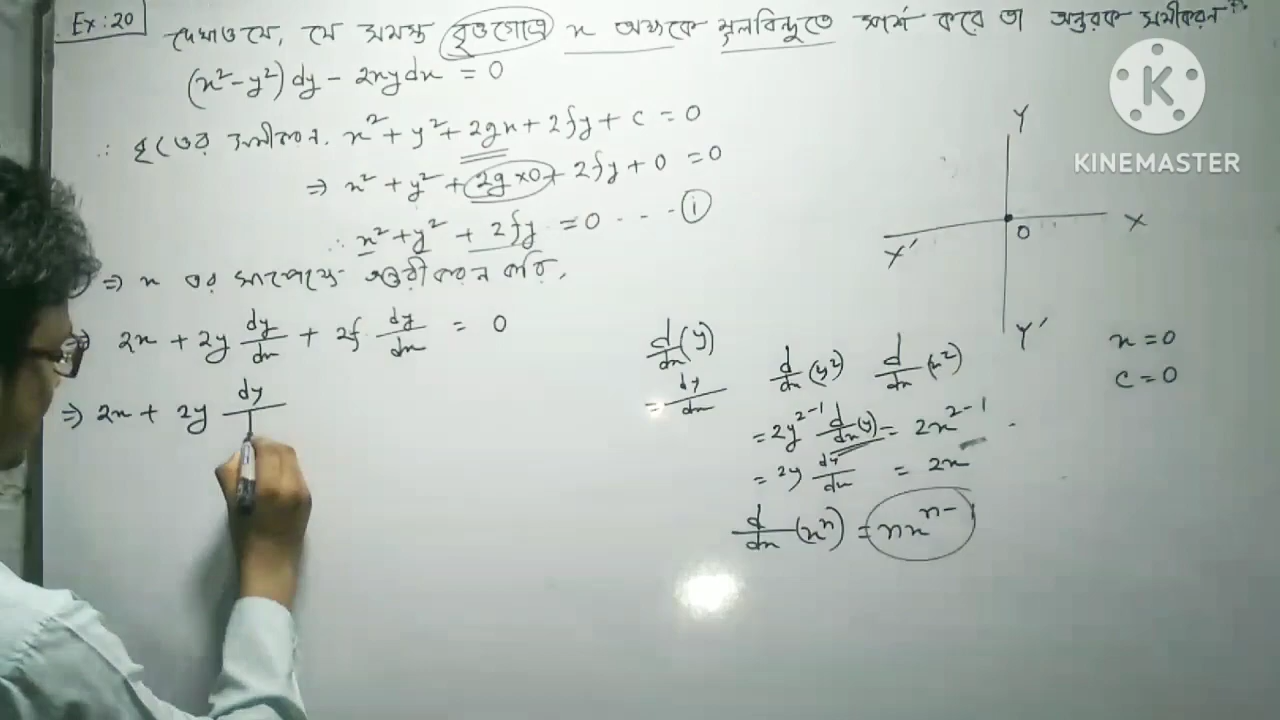 Ex: 20
দেখাও যে, যে সমস্ত বৃত্তগোত্র x অক্ষকে মূলবিন্দুতে স্পর্শ করে তা অন্তরক সমীকরণ
(x² - y²) dy - 2xy dx = 0
∴ বৃত্তের সমীকরণ. x² + y² + 2gx + 2fy + c = 0
⇒ x² + y² + 2g×0 + 2fy + 0 = 0
∴ x² + y² + 2fy = 0 - - - ①
⇒ x এর সাপেক্ষে অন্তরীকরণ করি,
⇒ 2x + 2y dy/dx + 2f dy/dx = 0
⇒ 2x + 2y dy
KINEMASTER
Y
X' O X
Y'
x = 0
c = 0
d/dx (y)
= dy/dx
d/dx (y²)
= 2y²⁻¹ d/dx (y)
= 2y dy/dx
d/dx (x²)
= 2x²⁻¹
= 2x
d/dx (xⁿ) = nxⁿ⁻